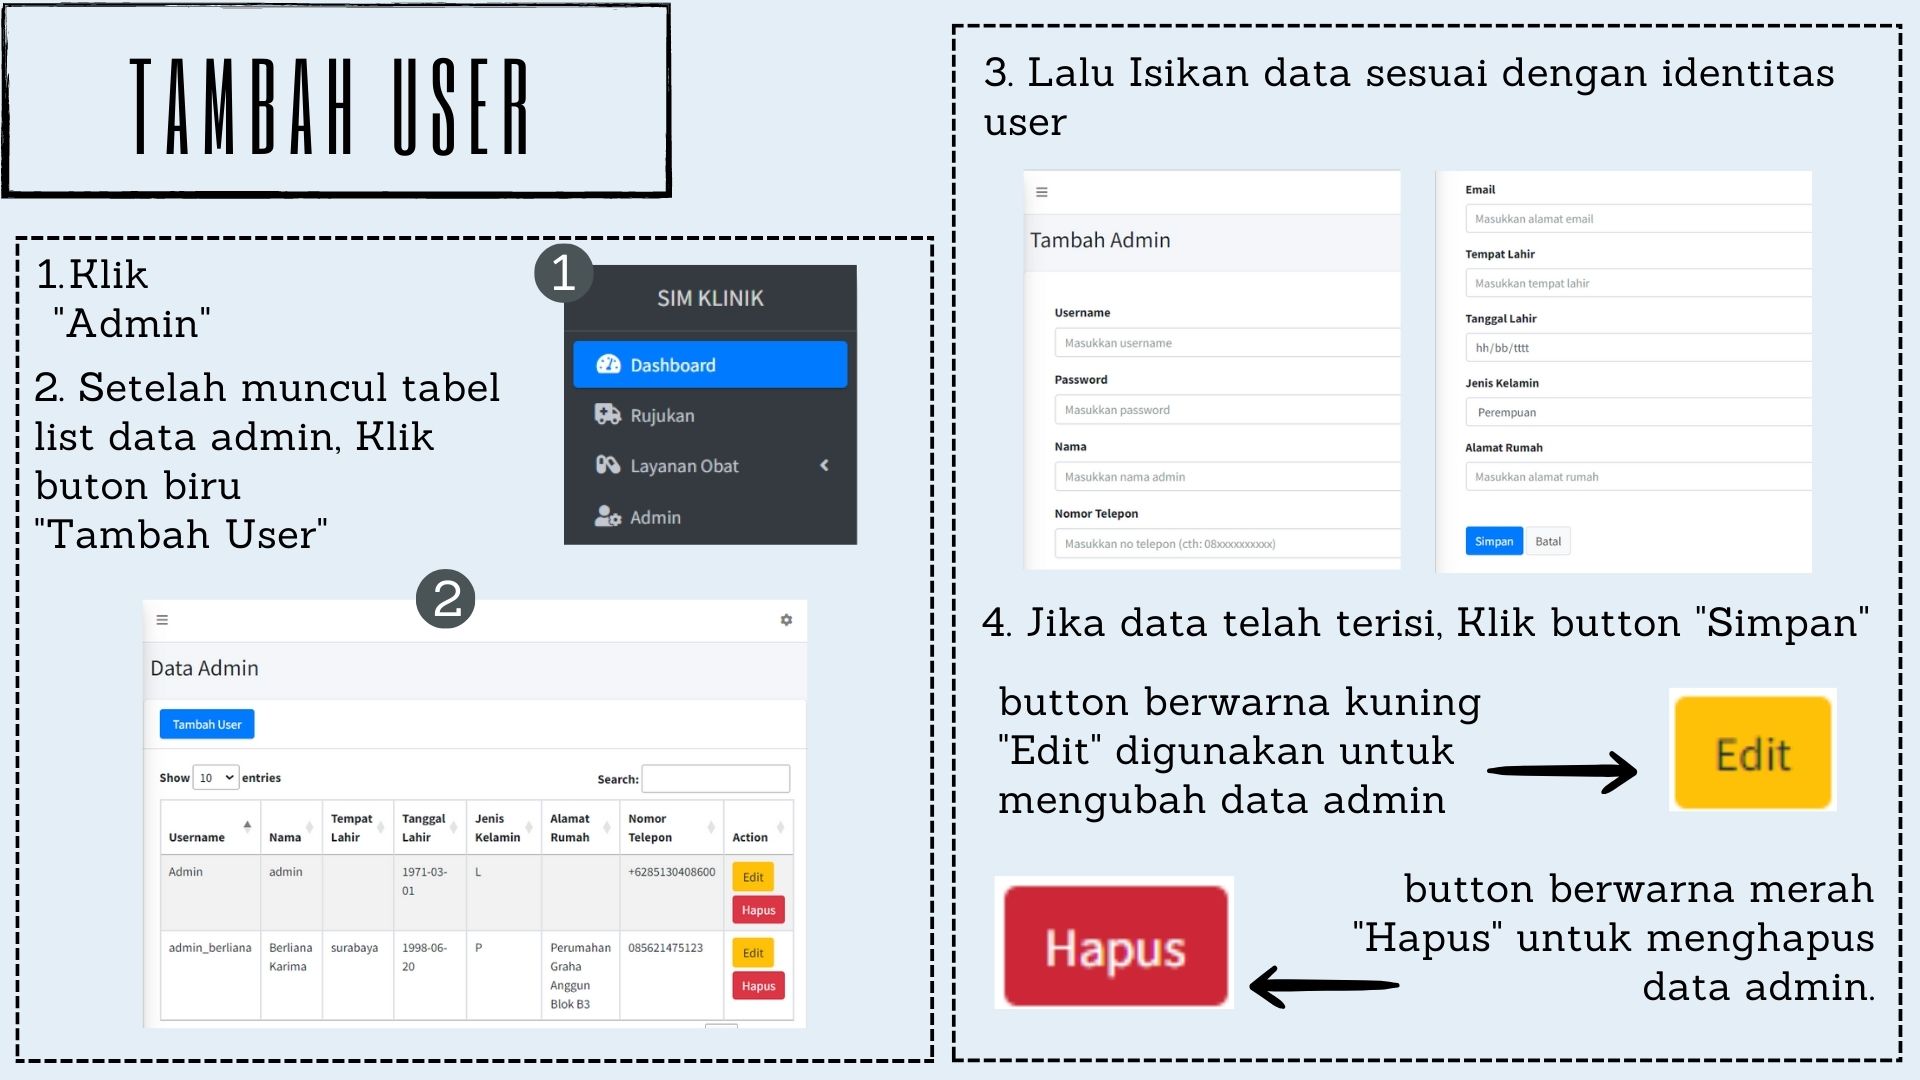 TAMBAH USER
1. Klik
"Admin"
2. Setelah muncul tabel
list data admin, Klik
buton biru
"Tambah User"
1
SIM KLINIK
Dashboard
Rujukan
Layanan Obat
Admin
2
Data Admin
Tambah User
Show 10 entries
Search:
Username Nama Tempat Lahir Tanggal Lahir Jenis Kelamin Alamat Rumah Nomor Telepon Action
Admin admin 1971-03-01 L +6285130408600 Edit
Hapus
admin_berliana Berliana Karima surabaya 1998-06-20 P Perumahan Graha Anggun Blok B3 085621475123 Edit
Hapus
3. Lalu Isikan data sesuai dengan identitas
user
Tambah Admin
Username
Masukkan username
Password
Masukkan password
Nama
Masukkan nama admin
Nomor Telepon
Masukkan no telepon (cth: 08xxxxxxxxxx)
Email
Masukkan alamat email
Tempat Lahir
Masukkan tempat lahir
Tanggal Lahir
hh/bb/tttt
Jenis Kelamin
Perempuan
Alamat Rumah
Masukkan alamat rumah
Simpan Batal
4. Jika data telah terisi, Klik button "Simpan"
button berwarna kuning
"Edit" digunakan untuk
mengubah data admin
Edit
Hapus
button berwarna merah
"Hapus" untuk menghapus
data admin.